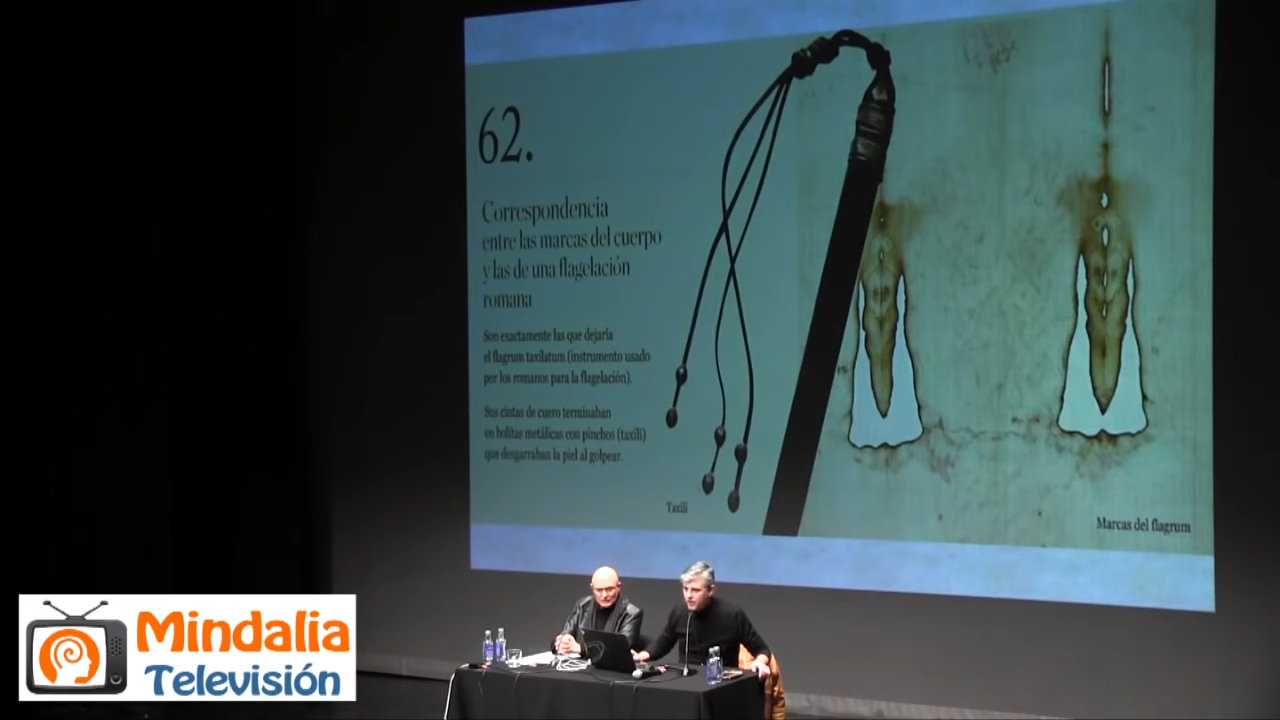 62.
Correspondencia
entre las marcas del cuerpo
y las de una flagelación
romana
Son exactamente las que dejaría
el flagrum taxilatum (instrumento usado
por los romanos para la flagelación).
Sus cintas de cuero terminaban
en bolitas metálicas con pinchos (taxili)
que desgarraban la piel al golpear.
Taxili
Marcas del flagrum
Mindalia
Televisión